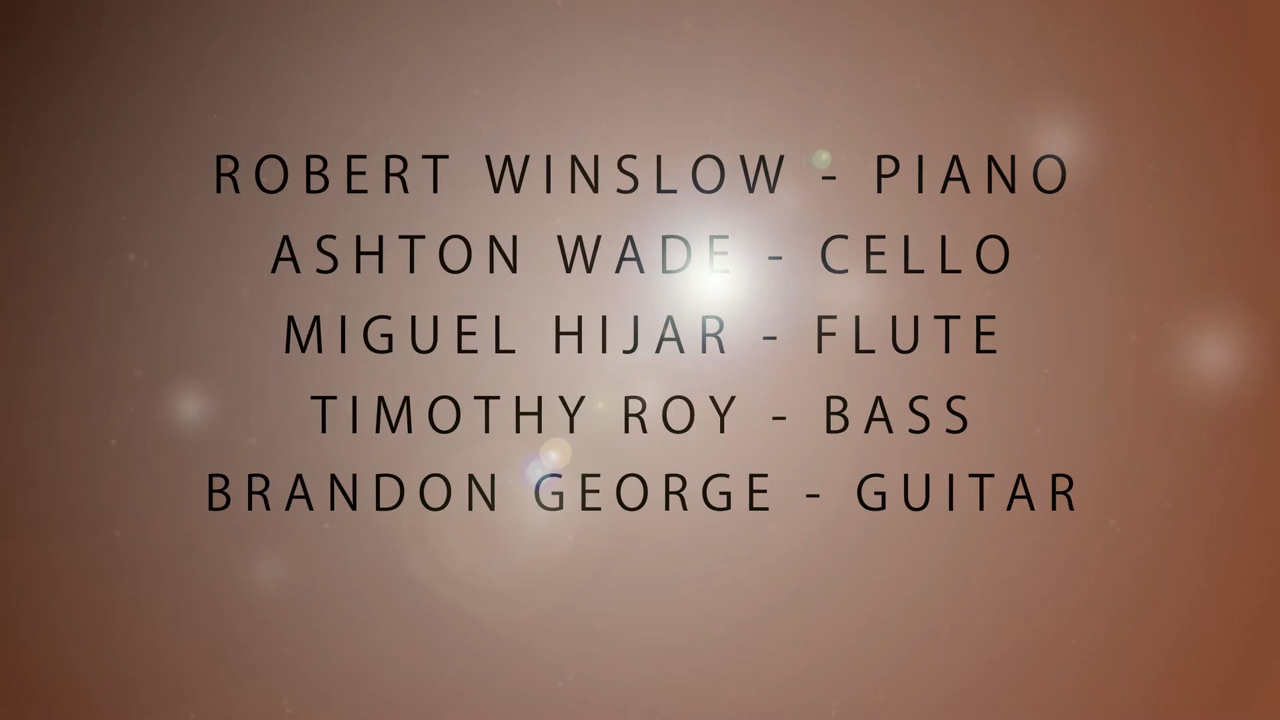 ROBERT WINSLOW - PIANO
ASHTON WADE - CELLO
MIGUEL HIJAR - FLUTE
TIMOTHY ROY - BASS
BRANDON GEORGE - GUITAR